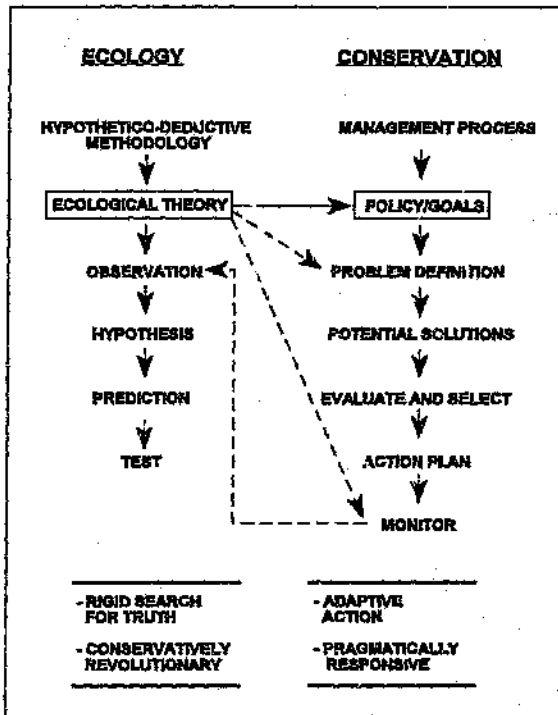 ECOLOGY
HYPOTHETICO-DEDUCTIVE
METHODOLOGY
ECOLOGICAL THEORY
OBSERVATION
HYPOTHESIS
PREDICTION
TEST
- RIGID SEARCH
FOR TRUTH
- CONSERVATIVELY
REVOLUTIONARY
CONSERVATION
MANAGEMENT PROCESS
POLICY/GOALS
PROBLEM DEFINITION
POTENTIAL SOLUTIONS
EVALUATE AND SELECT
ACTION PLAN
MONITOR
- ADAPTIVE
ACTION
- PRAGMATICALLY
RESPONSIVE